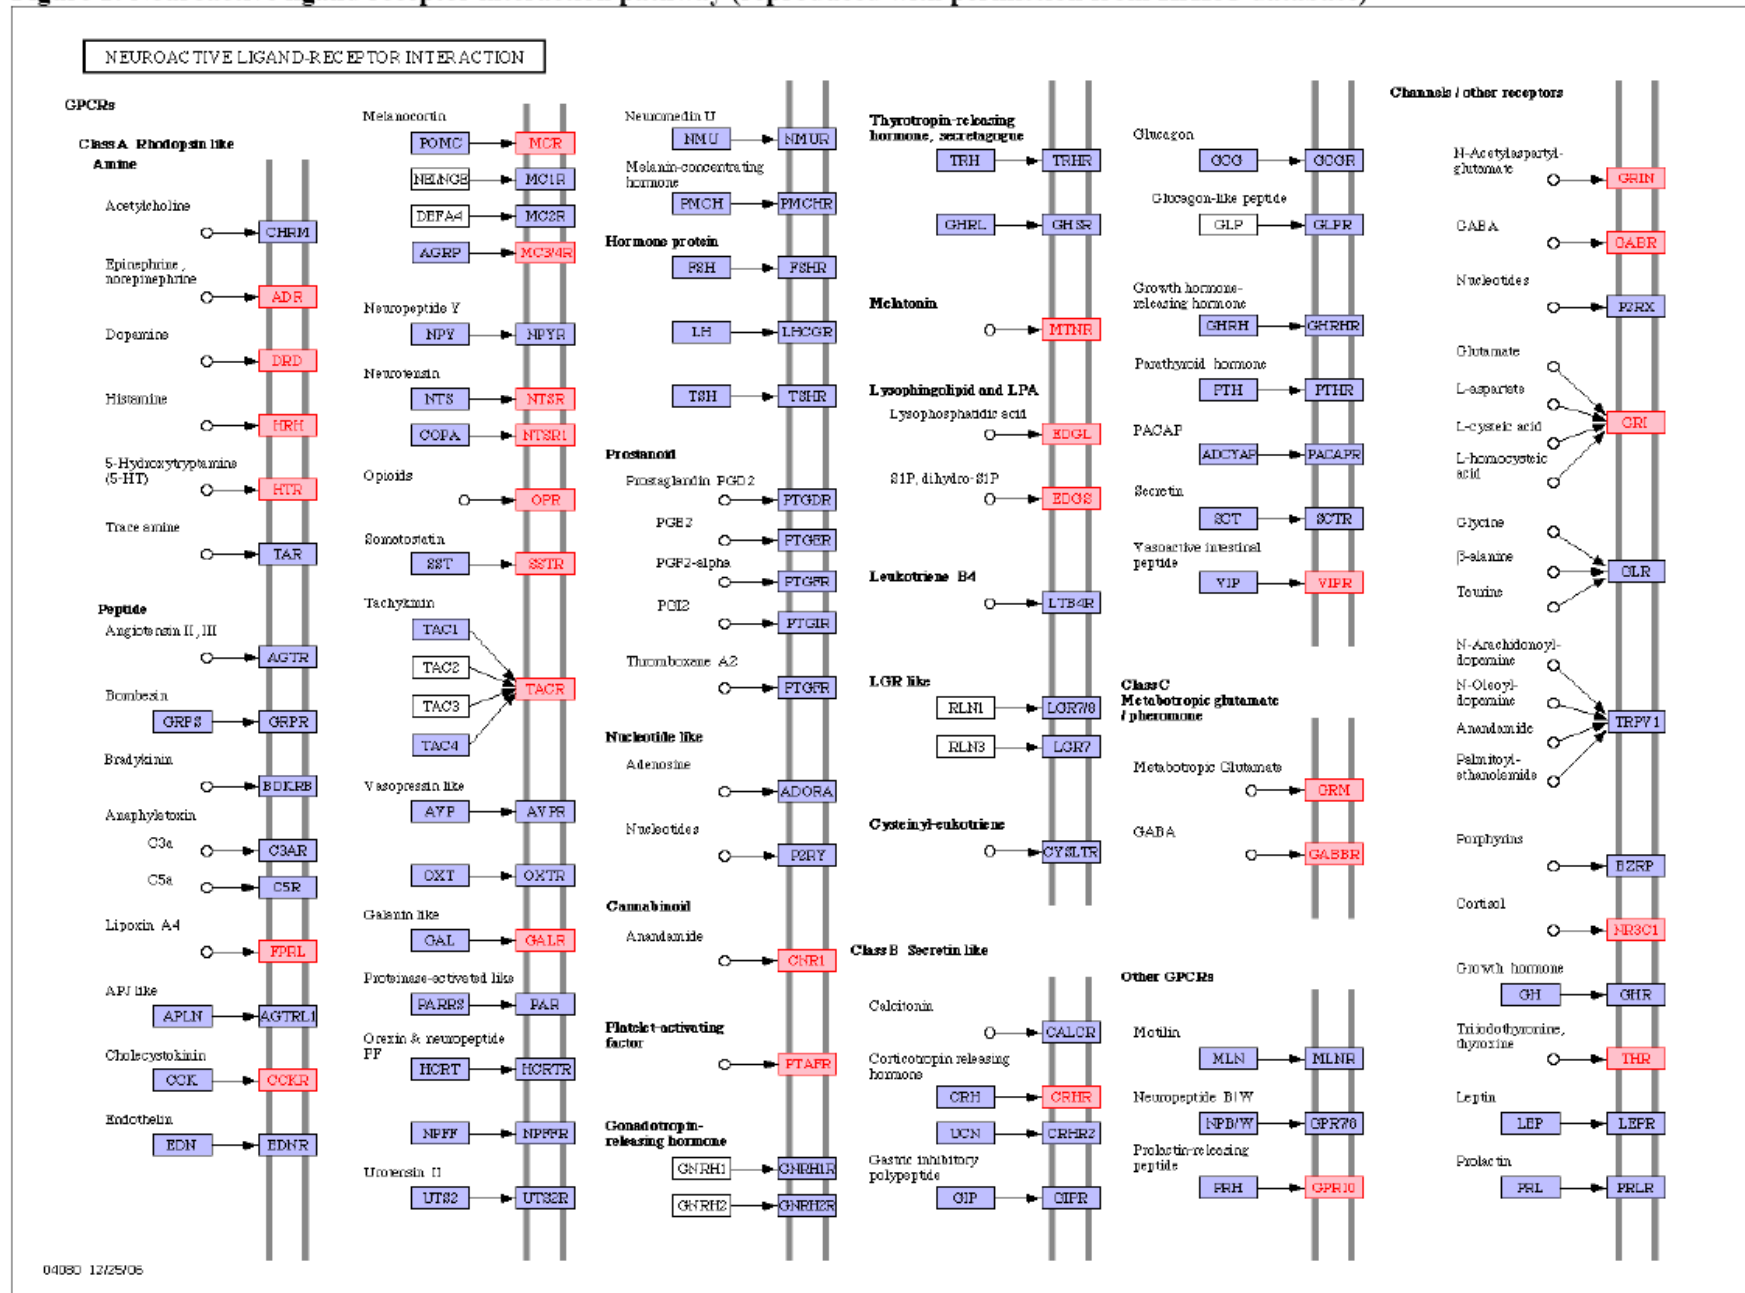 NEUROACTIVE LIGAND-RECEPTOR INTERACTION
GPCRs
Class A Rhodopsin like
Amine
Acetylcholine
CHRM
Epinephrine,
norepinephrine
ADR
Dopamine
DRD
Histamine
HRH
5-Hydroxytryptamine
(5-HT)
HTR
Trace amine
TAR
Peptide
Angiotensin II, III
AGTR
Bombesin
GRPS GRPR
Bradykinin
BDKRB
Anaphylatoxin
C3a
C3AR
C5a
C5R
Lipoxin A4
FPRL
APJ like
APLN AGTRL1
Cholecystokinin
CCK CCKR
Endothelin
EDN EDNR
Melanocortin
POMC MCR
NEI/NGE MC1R
DEFA4 MC2R
AGRP MC3/4R
Neuropeptide Y
NPY NPYR
Neurotensin
NTS NTSR
COPA NTSR1
Opioids
OPR
Somotostatin
SST SSTR
Tachykinin
TAC1
TAC2
TACR
TAC3
TAC4
Vasopressin like
AVP AVPR
OXT OXTR
Galanin like
GAL GALR
Proteinase-activated like
PARRS PAR
Orexin & neuropeptide
FF
HCRT HCRTR
NPFF NPFFR
Urotensin II
UTS2 UTS2R
Neuromedin U
NMU NMUR
Melanin-concentrating
hormone
PMCH PMCHR
Hormone protein
FSH FSHR
LH LHCGR
TSH TSHR
Prostanoid
Prostaglandin PGD2
PTGDR
PGE2
PTGER
PGF2-alpha
PTGFR
PGI2
PTGIR
Thromboxane A2
PTGFR
Nucleotide like
Adenosine
ADORA
Nucleotides
P2RY
Cannabinoid
Anandamide
CNR1
Platelet-activating
factor
PTAFR
Gonadotropin-
releasing hormone
GNRH1 GNRH1R
GNRH2 GNRH2R
Thyrotropin-releasing
hormone, secretagogue
TRH TRHR
GHRL GHSR
Melatonin
MTNR
Lysophingolipid and LPA
Lysophosphatidic acid
EDGL
S1P, dihydro-S1P
EDGS
Leukotriene B4
LTB4R
LGR like
RLN1 LGR7/8
RLN3 LGR7
Cysteinyl-eukotriene
CYSLTR
Class B Secretin like
Calcitonin
CALCR
Corticotropin releasing
hormone
CRH CRHR
UCN CRHR2
Gastric inhibitory
polypeptide
GIP GIPR
Glucagon
GCG GCGR
Glucagon-like peptide
GLP GLPR
Growth hormone-
releasing hormone
GHRH GHRHR
Parathyroid hormone
PTH PTHR
PACAP
ADCYAP PACAPR
Secretin
SCT SCTR
Vasoactive intestinal
peptide
VIP VIPR
Class C
Metabotropic glutamate
/ pheromone
Metabotropic Glutamate
GRM
GABA
GABBR
Other GPCRs
Motilin
MLN MLNR
Neuropeptide B/W
NPB/W GPR7/8
Prolactin-releasing
peptide
PRH GPR10
Channels / other receptors
N-Acetylaspartyl-
glutamate
GRIN
GABA
GABR
Nucleotides
P2RX
Glutamate
L-aspartate
GRI
L-cysteic acid
L-homocysteic
acid
Glycine
β-alanine
GLR
Taurine
N-Arachidonoyl-
dopamine
N-Oleoyl-
dopamine
TRPV1
Anandamide
Palmitoyl-
ethanolamide
Porphyrins
BZRP
Cortisol
NR3C1
Growth hormone
GH GHR
Triiodothyronine,
thyroxine
THR
Leptin
LEP LEPR
Prolactin
PRL PRLR
04080 12/25/06